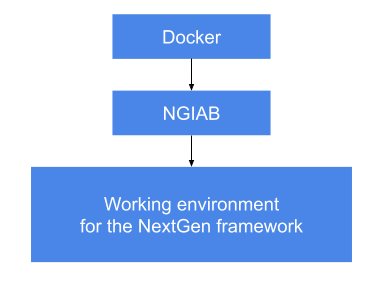 Docker
NGIAB
Working environment
for the NextGen framework